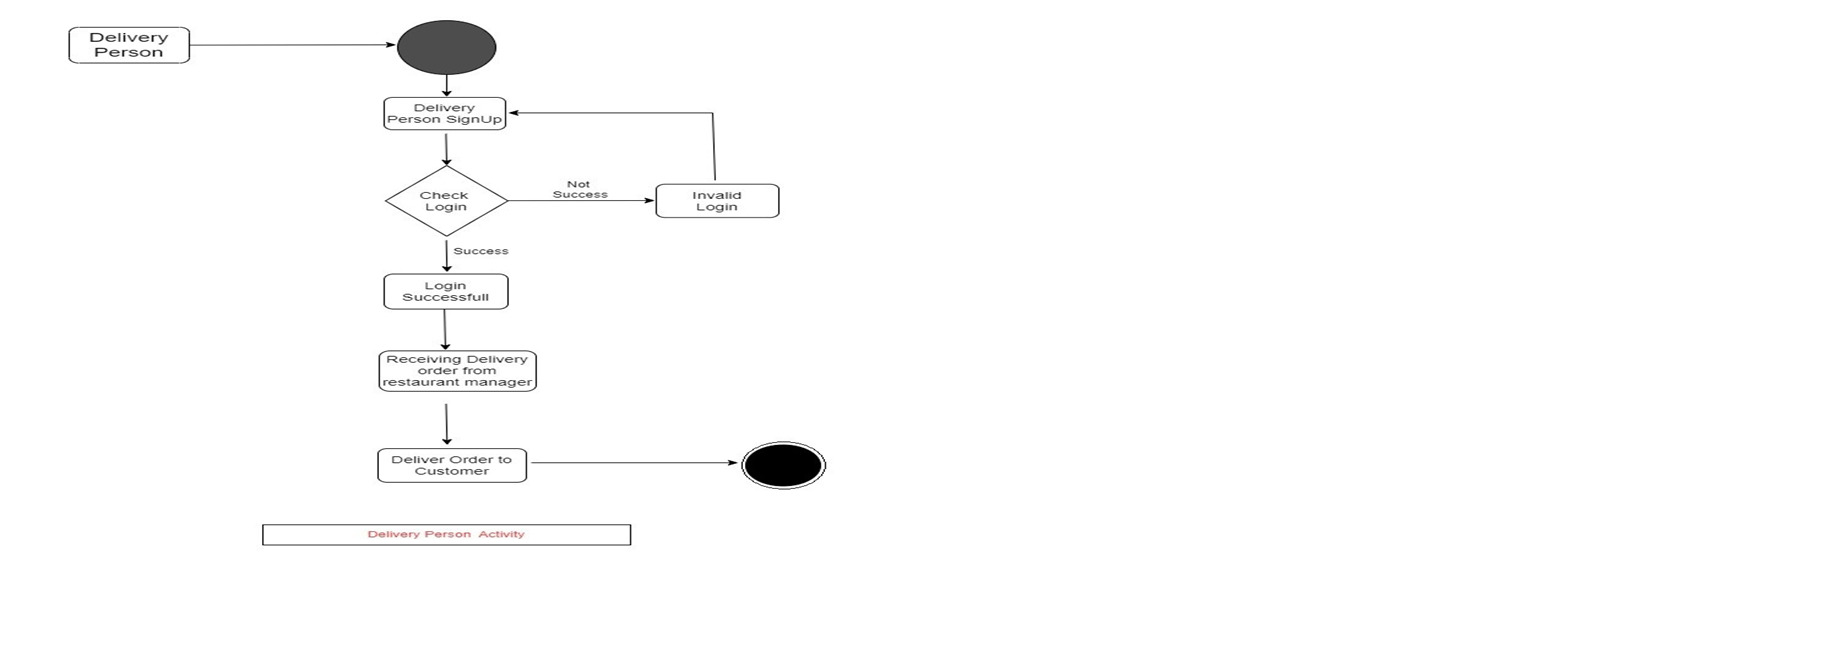 Delivery
Person
Delivery
Person SignUp
Check
Login
Not
Success
Invalid
Login
Success
Login
Successfull
Receiving Delivery
order from
restaurant manager
Deliver Order to
Customer
Delivery Person Activity